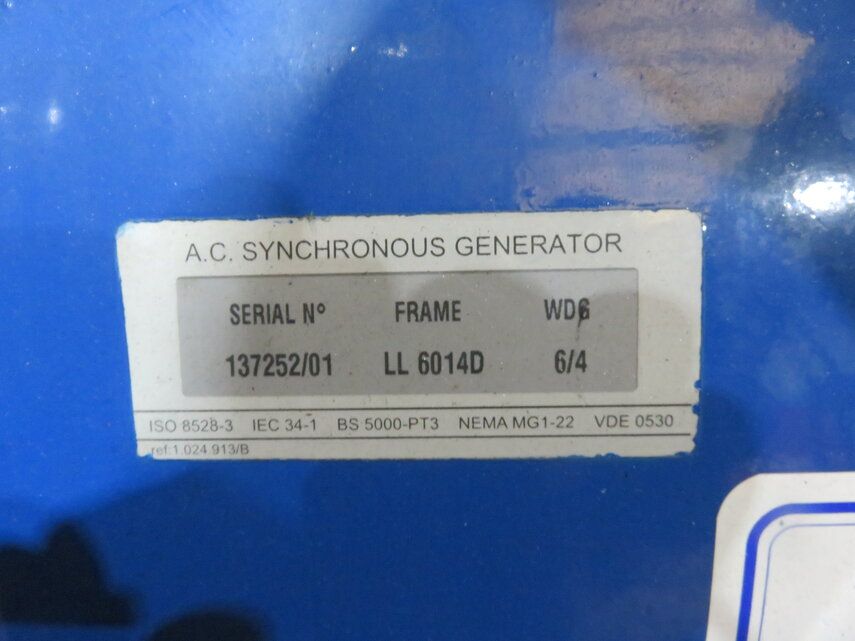 A.C. SYNCHRONOUS GENERATOR
SERIAL Nº FRAME WDG
137252/01 LL 6014D 6/4
ISO 8528-3 IEC 34-1 BS 5000-PT3 NEMA MG1-22 VDE 0530
ref:1.024.913/B